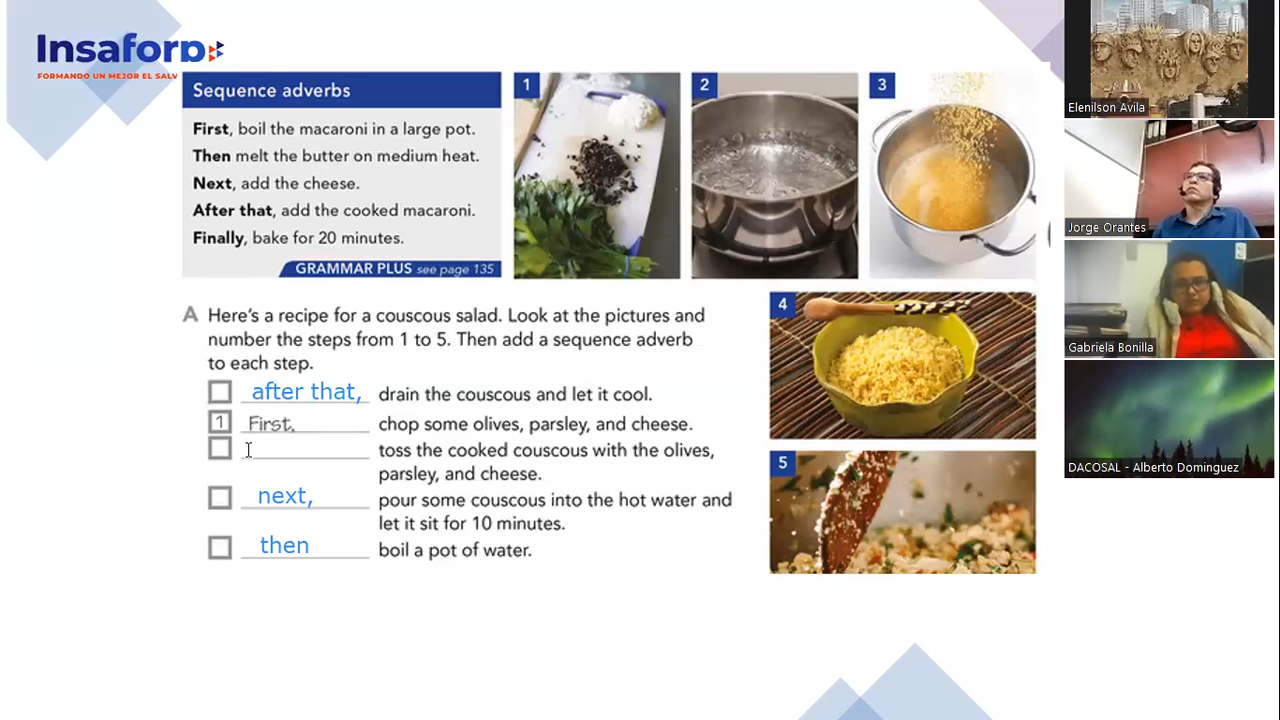 Insaforp
FORMANDO UN MEJOR EL SALV
Sequence adverbs
First, boil the macaroni in a large pot.
Then melt the butter on medium heat.
Next, add the cheese.
After that, add the cooked macaroni.
Finally, bake for 20 minutes.
GRAMMAR PLUS see page 135
1
2
3
4
5
A Here's a recipe for a couscous salad. Look at the pictures and
number the steps from 1 to 5. Then add a sequence adverb
to each step.
after that, drain the couscous and let it cool.
1 First, chop some olives, parsley, and cheese.
toss the cooked couscous with the olives,
parsley, and cheese.
next, pour some couscous into the hot water and
let it sit for 10 minutes.
then boil a pot of water.
Elenilson Avila
Jorge Orantes
Gabriela Bonilla
DACOSAL - Alberto Dominguez